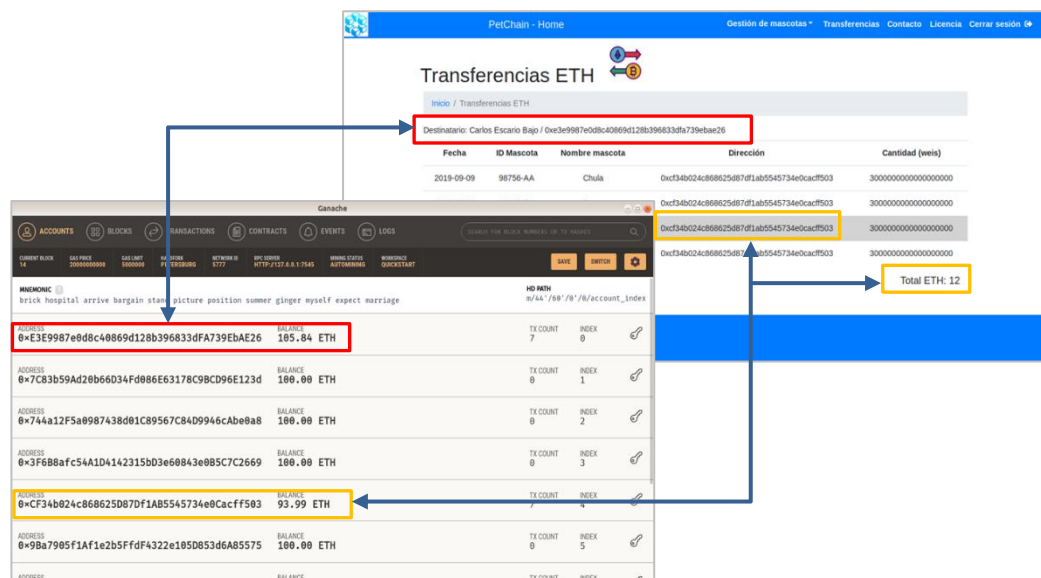 PetChain - Home Gestión de mascotas Transferencias Contacto Licencia Cerrar sesión
Transferencias ETH
Inicio / Transferencias ETH
Destinatario: Carlos Escario Bajo / 0xe3e9987e0d8c40869d128b396833dfa739ebae26
Fecha ID Mascota Nombre mascota Dirección Cantidad (weis)
2019-09-09 98756-AA Chula 0xcf34b024c868625d87df1ab5545734e0cacff503 3000000000000000000
0xcf34b024c868625d87df1ab5545734e0cacff503 3000000000000000000
0xcf34b024c868625d87df1ab5545734e0cacff503 3000000000000000000
0xcf34b024c868625d87df1ab5545734e0cacff503 3000000000000000000
Total ETH: 12
Ganache
ACCOUNTS BLOCKS TRANSACTIONS CONTRACTS EVENTS LOGS SEARCH FOR BLOCK NUMBERS OR TX HASHES
CURRENT BLOCK GAS PRICE GAS LIMIT HARDFORK NETWORK ID RPC SERVER MINING STATUS WORKSPACE
14 20000000000 5000000 PETERSBURG 5777 HTTP://127.0.0.1:7545 AUTOMINING QUICKSTART SAVE SWITCH
MNEMONIC HD PATH
brick hospital arrive bargain stand picture position summer ginger myself expect marriage m/44'/60'/0'/0/account_index
ADDRESS BALANCE TX COUNT INDEX
0×E3E9987e0d8c40869d128b396833dFA739EbAE26 105.84 ETH 7 0
ADDRESS BALANCE TX COUNT INDEX
0×7C83b59Ad20b66D34Fd086E63178C9BCD96E123d 100.00 ETH 0 1
ADDRESS BALANCE TX COUNT INDEX
0×744a12F5a0987438d01C89567C84D9946cAbe0a8 100.00 ETH 0 2
ADDRESS BALANCE TX COUNT INDEX
0×3F6B8afc54A1D4142315bD3e60843e0B5C7C2669 100.00 ETH 0 3
ADDRESS BALANCE TX COUNT INDEX
0×CF34b024c868625D87Df1AB5545734e0Cacff503 93.99 ETH 7 4
ADDRESS BALANCE TX COUNT INDEX
0×9Ba7905f1Af1e2b5FfdF4322e105D853d6A85575 100.00 ETH 0 5
ADDRESS BALANCE TX COUNT INDEX